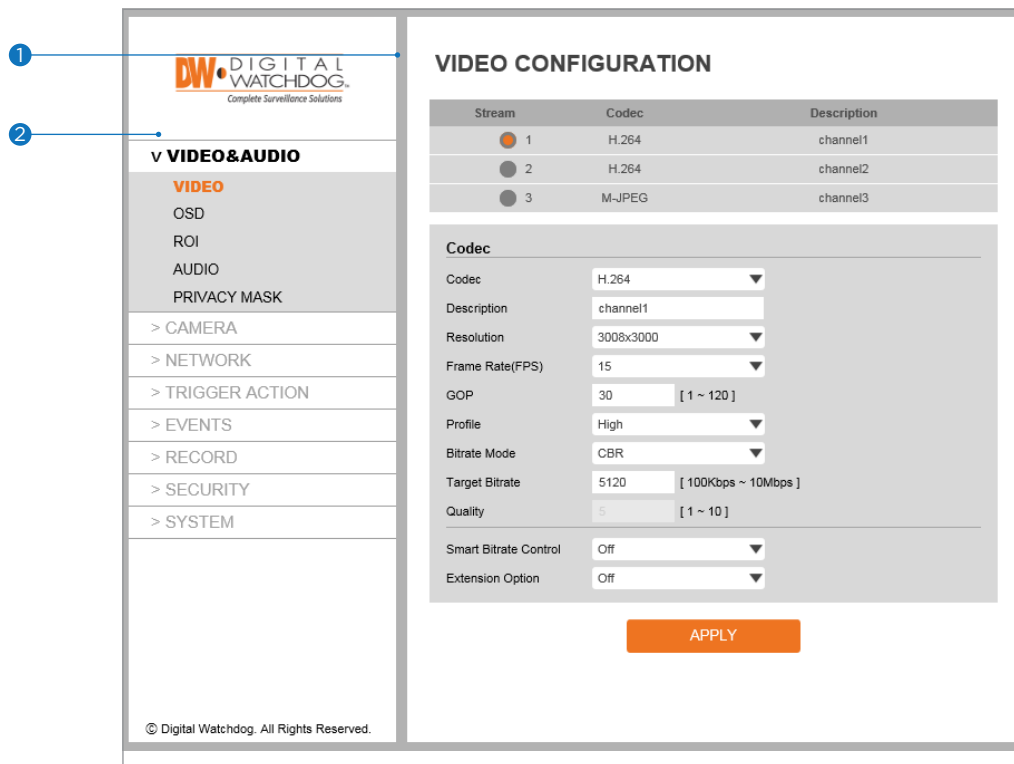 1
2
DW DIGITAL
WATCHDOG™
Complete Surveillance Solutions
V VIDEO&AUDIO
VIDEO
OSD
ROI
AUDIO
PRIVACY MASK
> CAMERA
> NETWORK
> TRIGGER ACTION
> EVENTS
> RECORD
> SECURITY
> SYSTEM
© Digital Watchdog. All Rights Reserved.
VIDEO CONFIGURATION
Stream Codec Description
1 H.264 channel1
2 H.264 channel2
3 M-JPEG channel3
Codec
Codec H.264
Description channel1
Resolution 3008x3000
Frame Rate(FPS) 15
GOP 30 [ 1 ~ 120 ]
Profile High
Bitrate Mode CBR
Target Bitrate 5120 [ 100Kbps ~ 10Mbps ]
Quality 5 [ 1 ~ 10 ]
Smart Bitrate Control Off
Extension Option Off
APPLY